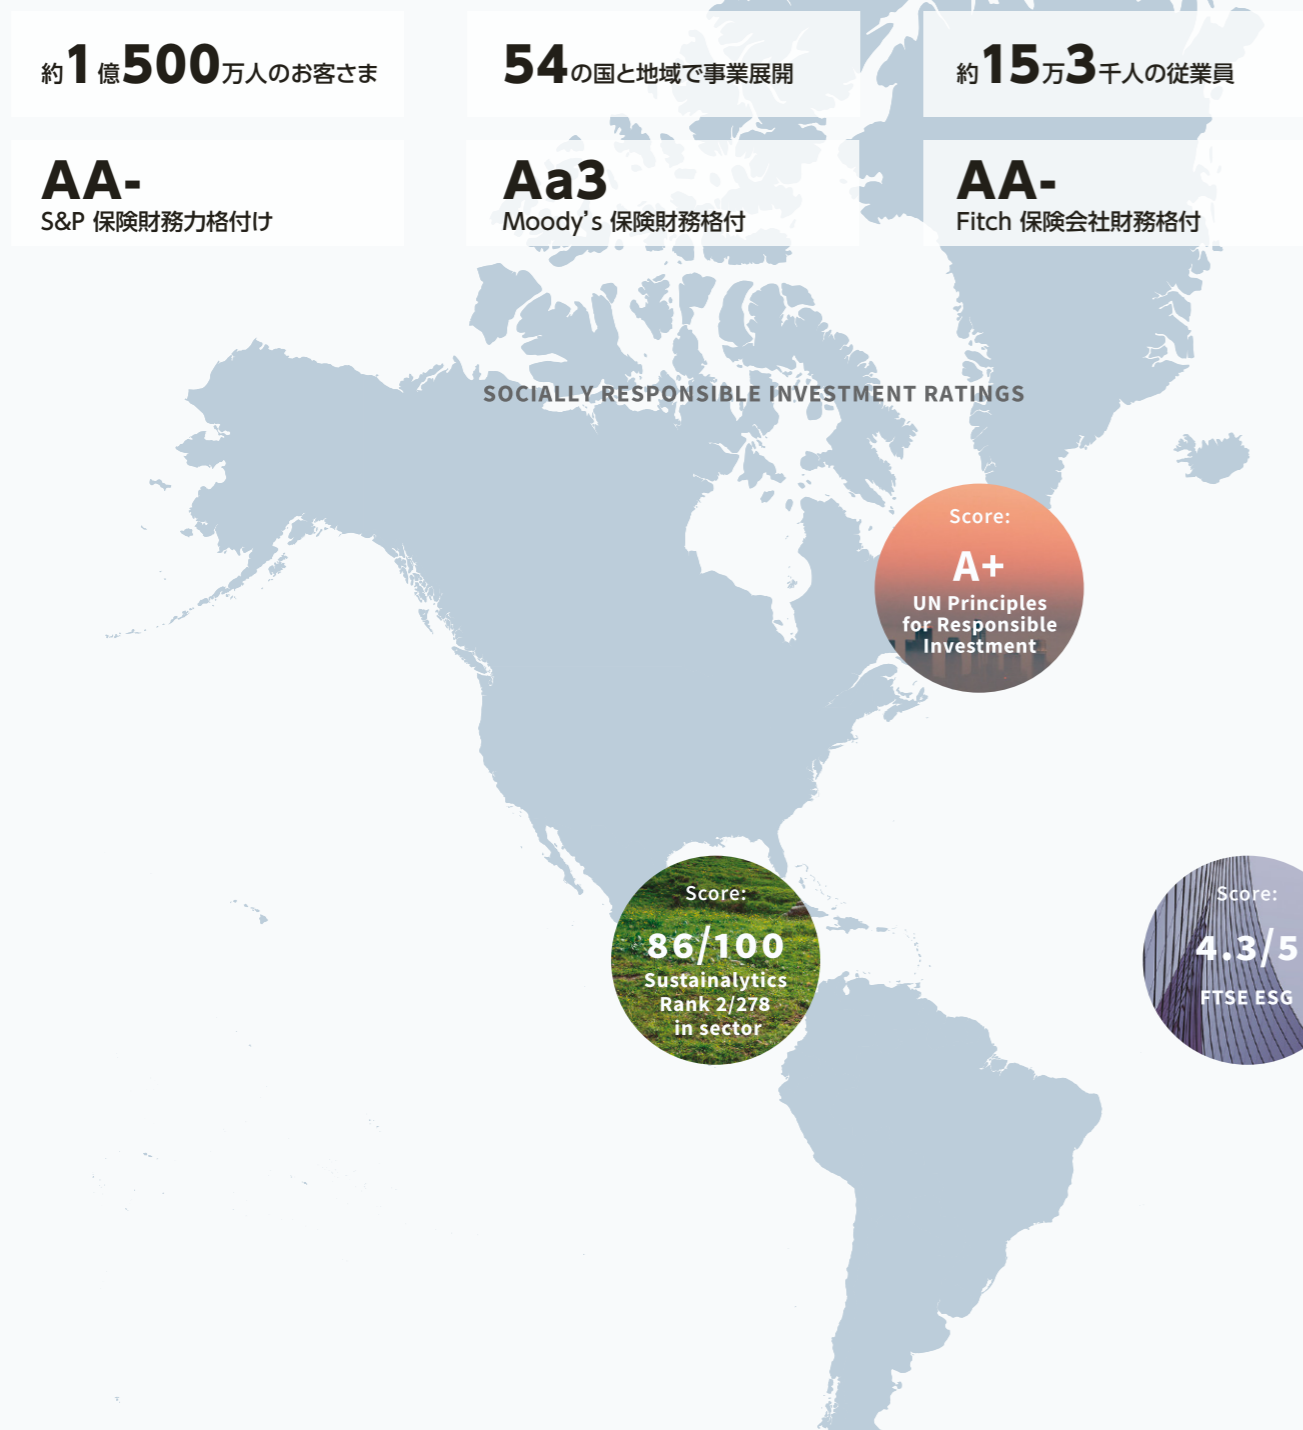 約1億500万人のお客さま
54の国と地域で事業展開
約15万3千人の従業員
AA-
S&P 保険財務力格付け
Aa3
Moody's 保険財務格付
AA-
Fitch 保険会社財務格付
SOCIALLY RESPONSIBLE INVESTMENT RATINGS
Score:
A+
UN Principles
for Responsible
Investment
Score:
86/100
Sustainalytics
Rank 2/278
in sector
Score:
4.3/5
FTSE ESG